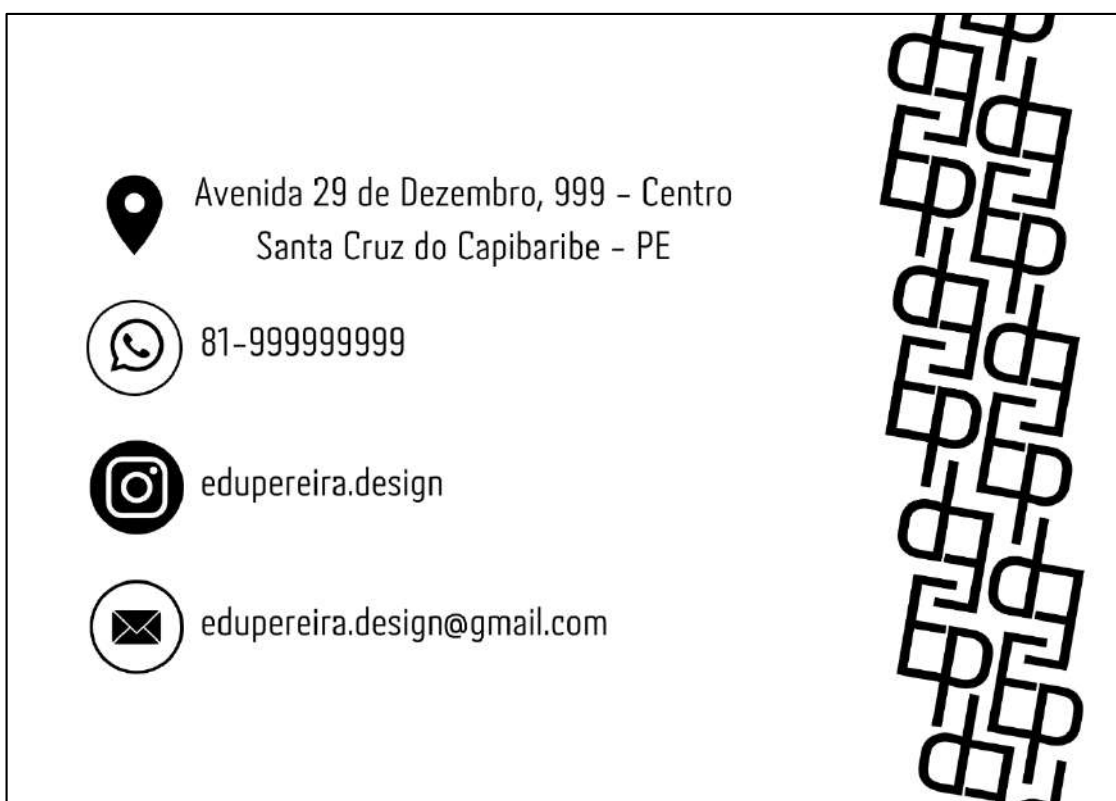 Avenida 29 de Dezembro, 999 - Centro
Santa Cruz do Capibaribe - PE
81-999999999
edupereira.design
edupereira.design@gmail.com